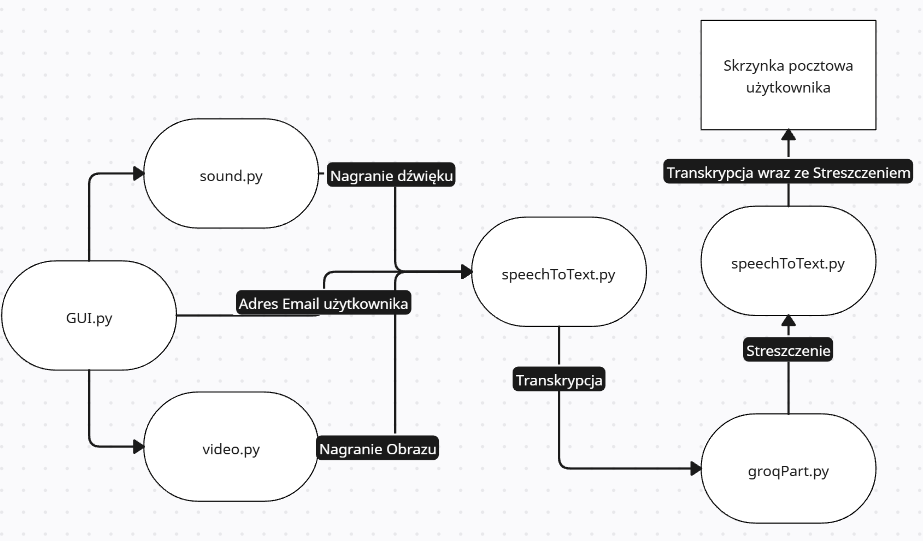 Skrzynka pocztowa
użytkownika
sound.py
Nagranie dźwięku
Transkrypcja wraz ze Streszczeniem
speechToText.py
speechToText.py
GUI.py
Adres Email użytkownika
Streszczenie
Transkrypcja
video.py
Nagranie Obrazu
groqPart.py